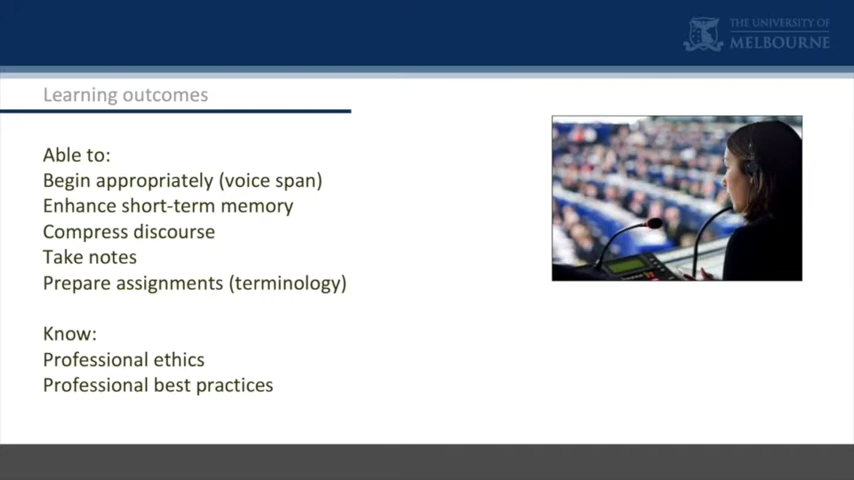 THE UNIVERSITY OF
MELBOURNE
Learning outcomes
Able to:
Begin appropriately (voice span)
Enhance short-term memory
Compress discourse
Take notes
Prepare assignments (terminology)
Know:
Professional ethics
Professional best practices